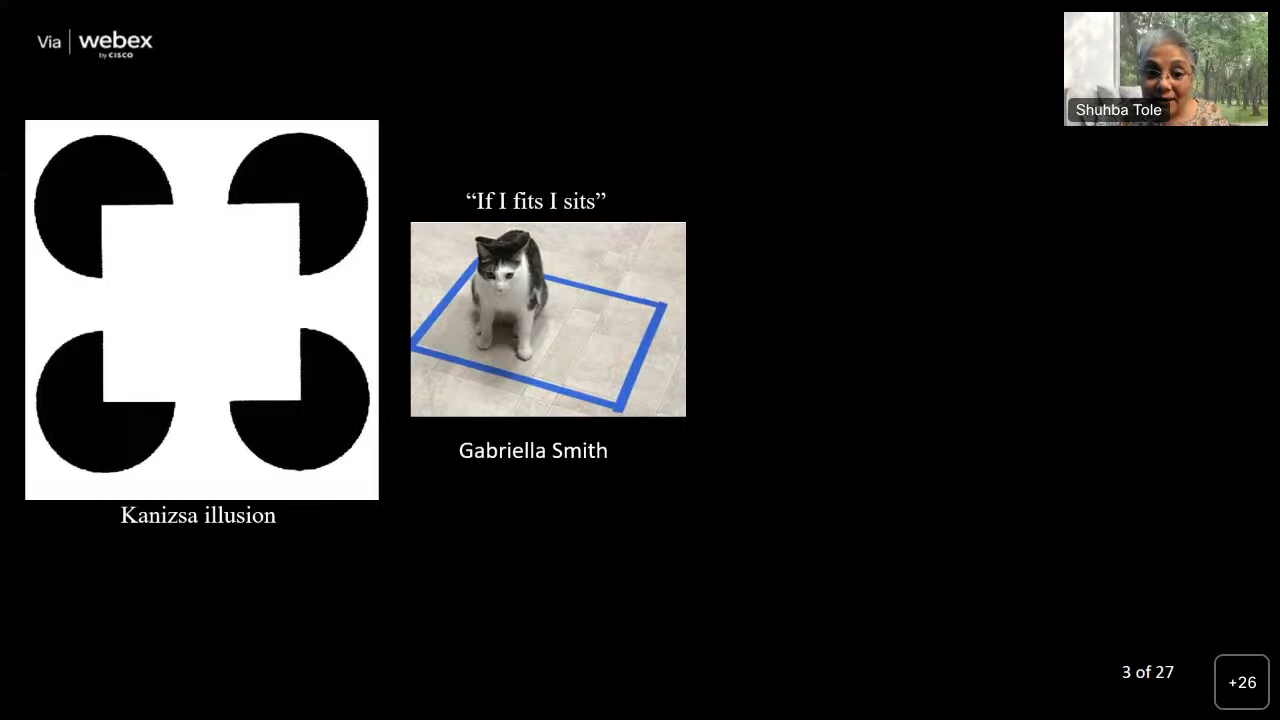 Via | webex
by CISCO
Shuhba Tole
“If I fits I sits”
Gabriella Smith
Kanizsa illusion
3 of 27
+26